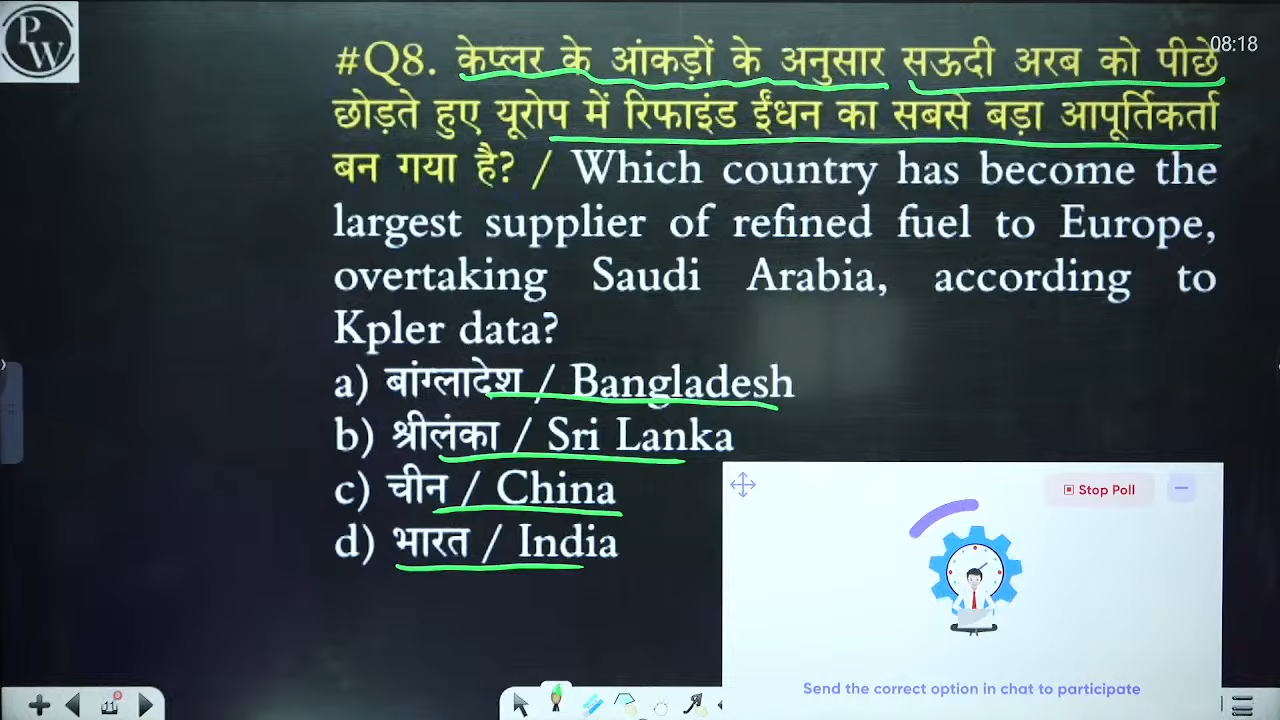 PW
08:18
#Q8. केप्लर के आंकड़ों के अनुसार सऊदी अरब को पीछे
छोड़ते हुए यूरोप में रिफाइंड ईंधन का सबसे बड़ा आपूर्तिकर्ता
बन गया है? / Which country has become the
largest supplier of refined fuel to Europe,
overtaking Saudi Arabia, according to
Kpler data?
a) बांग्लादेश / Bangladesh
b) श्रीलंका / Sri Lanka
c) चीन / China
d) भारत / India
Stop Poll
Send the correct option in chat to participate
11